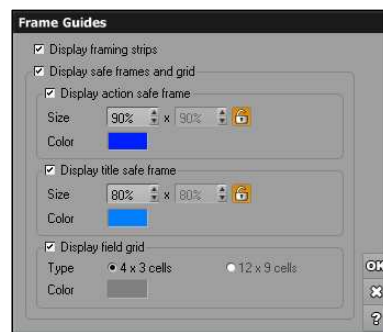 Frame Guides
Display framing strips
Display safe frames and grid
Display action safe frame
Size 90% x 90%
Color
Display title safe frame
Size 80% x 80%
Color
Display field grid
Type 4 x 3 cells 12 x 9 cells
Color
OK
?